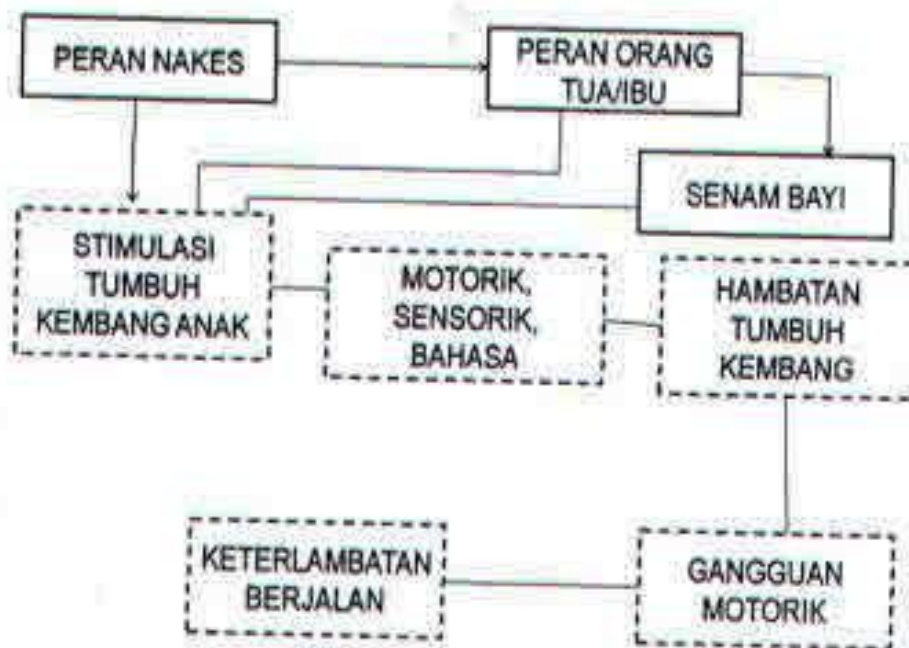 PERAN NAKES
PERAN ORANG
TUA/IBU
SENAM BAYI
STIMULASI
TUMBUH
KEMBANG ANAK
MOTORIK,
SENSORIK,
BAHASA
HAMBATAN
TUMBUH
KEMBANG
KETERLAMBATAN
BERJALAN
GANGGUAN
MOTORIK